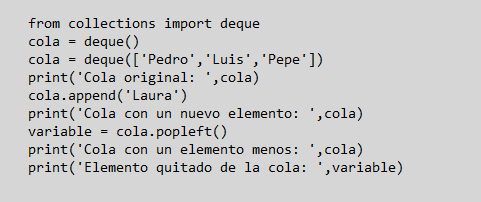 from collections import deque
cola = deque()
cola = deque(['Pedro','Luis','Pepe'])
print('Cola original: ',cola)
cola.append('Laura')
print('Cola con un nuevo elemento: ',cola)
variable = cola.popleft()
print('Cola con un elemento menos: ',cola)
print('Elemento quitado de la cola: ',variable)